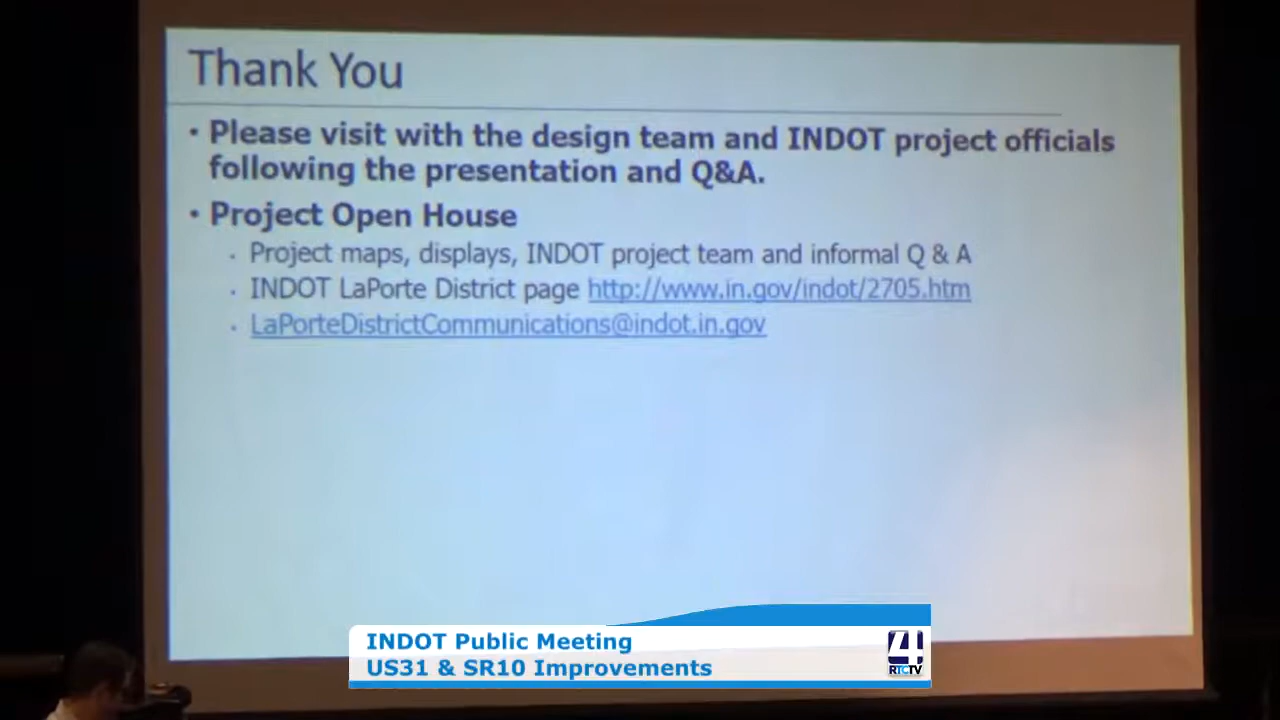 Thank You
• Please visit with the design team and INDOT project officials
following the presentation and Q&A.
• Project Open House
• Project maps, displays, INDOT project team and informal Q & A
• INDOT LaPorte District page http://www.in.gov/indot/2705.htm
• LaPorteDistrictCommunications@indot.in.gov
INDOT Public Meeting
US31 & SR10 Improvements
4
RTCTV